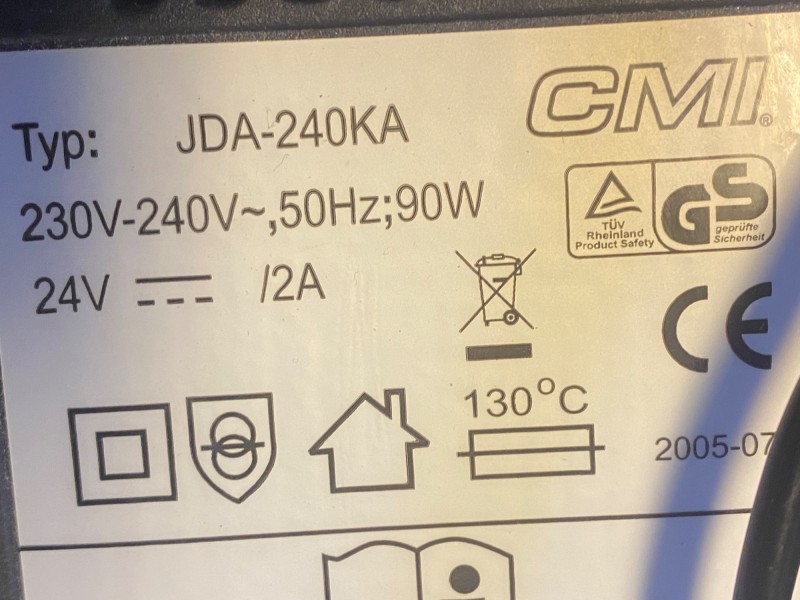 CMI®
Typ: JDA-240KA
230V-240V~,50Hz;90W
TÜV
Rheinland
Product Safety
GS
geprüfte
Sicherheit
24V ⎓ /2A
CE
130°C
2005-07
i